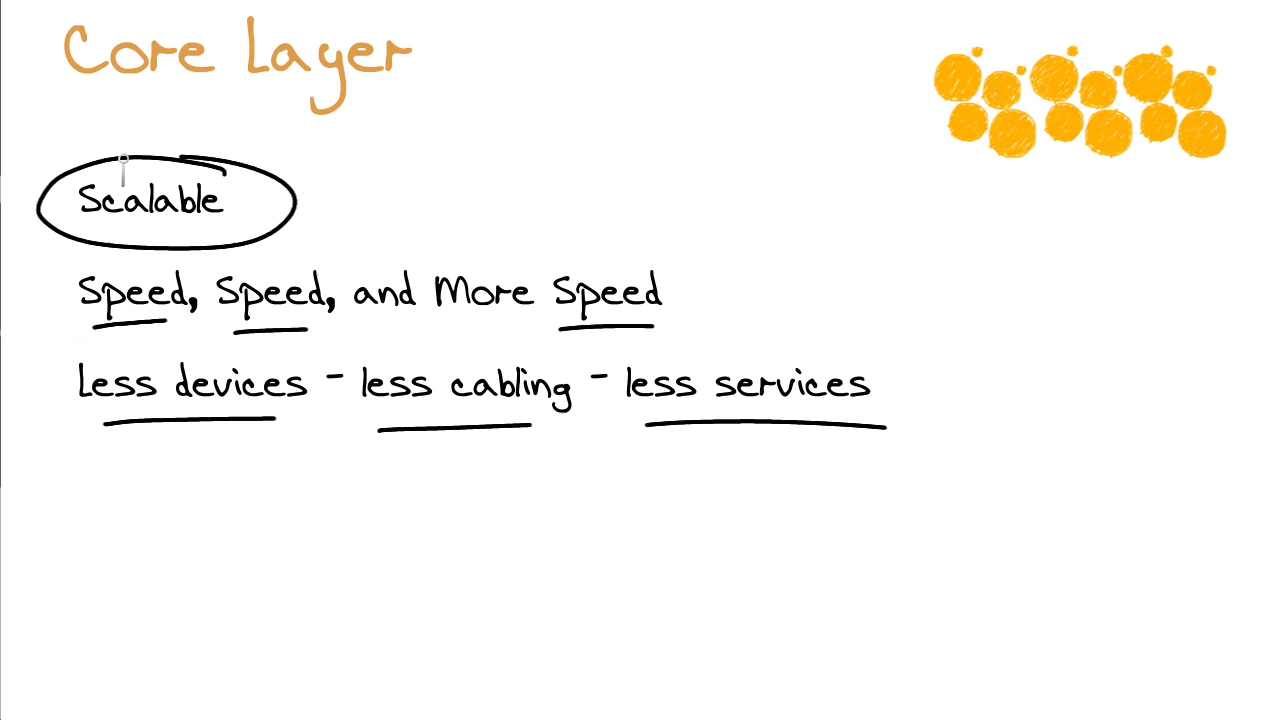 Core Layer
Scalable
Speed, Speed, and More Speed
Less devices - less cabling - less services